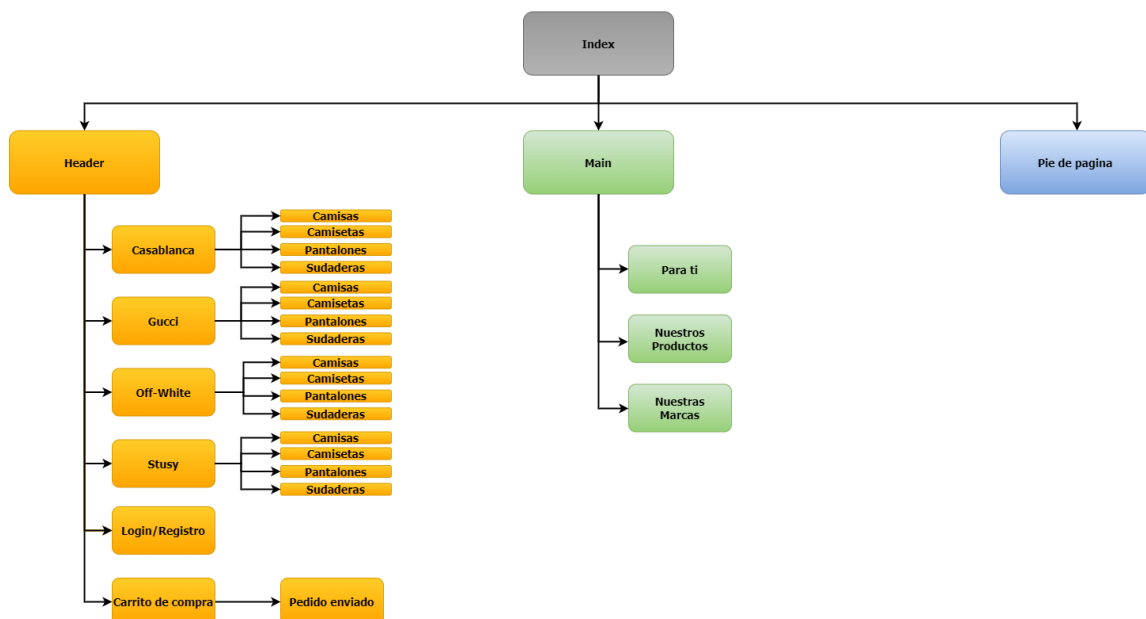 Index
Header
Main
Pie de pagina
Casablanca
Camisas
Camisetas
Pantalones
Sudaderas
Gucci
Camisas
Camisetas
Pantalones
Sudaderas
Off-White
Camisas
Camisetas
Pantalones
Sudaderas
Stusy
Camisas
Camisetas
Pantalones
Sudaderas
Login/Registro
Carrito de compra
Pedido enviado
Para ti
Nuestros
Productos
Nuestras
Marcas